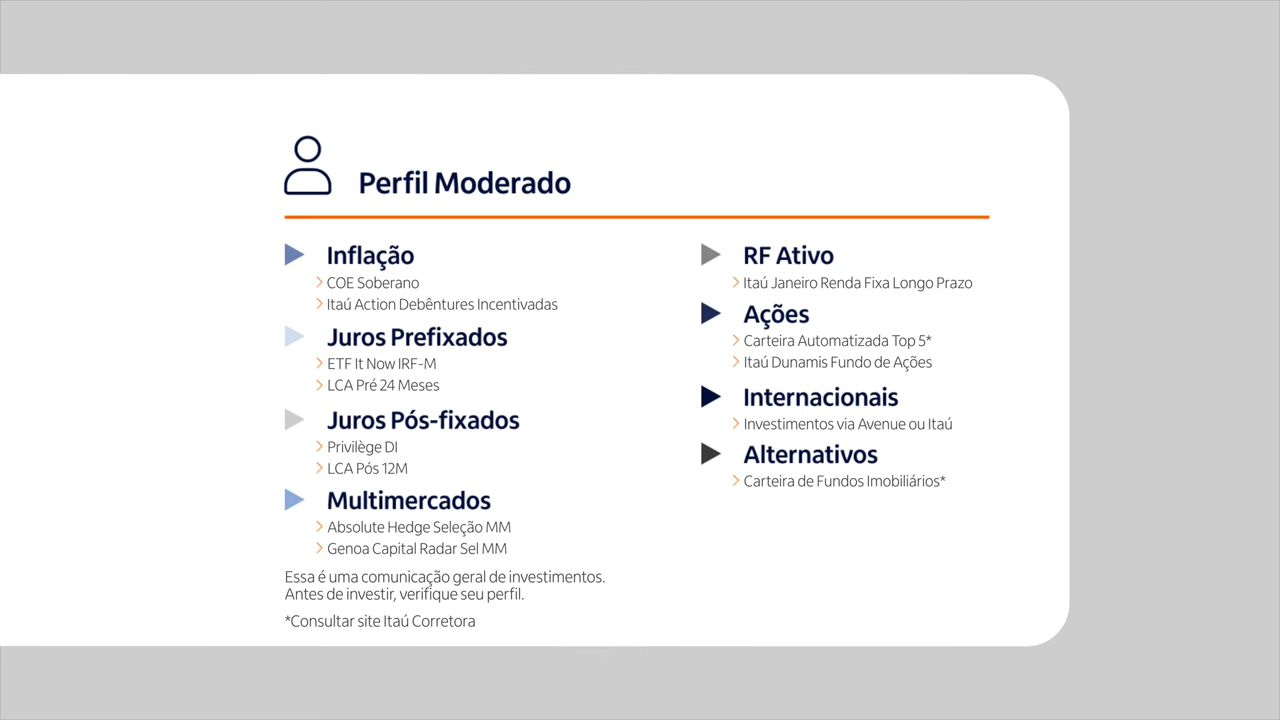 Perfil Moderado
Inflação
COE Soberano
Itaú Action Debêntures Incentivadas
Juros Prefixados
ETF It Now IRF-M
LCA Pré 24 Meses
Juros Pós-fixados
Privilège DI
LCA Pós 12M
Multimercados
Absolute Hedge Seleção MM
Genoa Capital Radar Sel MM
RF Ativo
Itaú Janeiro Renda Fixa Longo Prazo
Ações
Carteira Automatizada Top 5*
Itaú Dunamis Fundo de Ações
Internacionais
Investimentos via Avenue ou Itaú
Alternativos
Carteira de Fundos Imobiliários*
Essa é uma comunicação geral de investimentos.
Antes de investir, verifique seu perfil.
*Consultar site Itaú Corretora